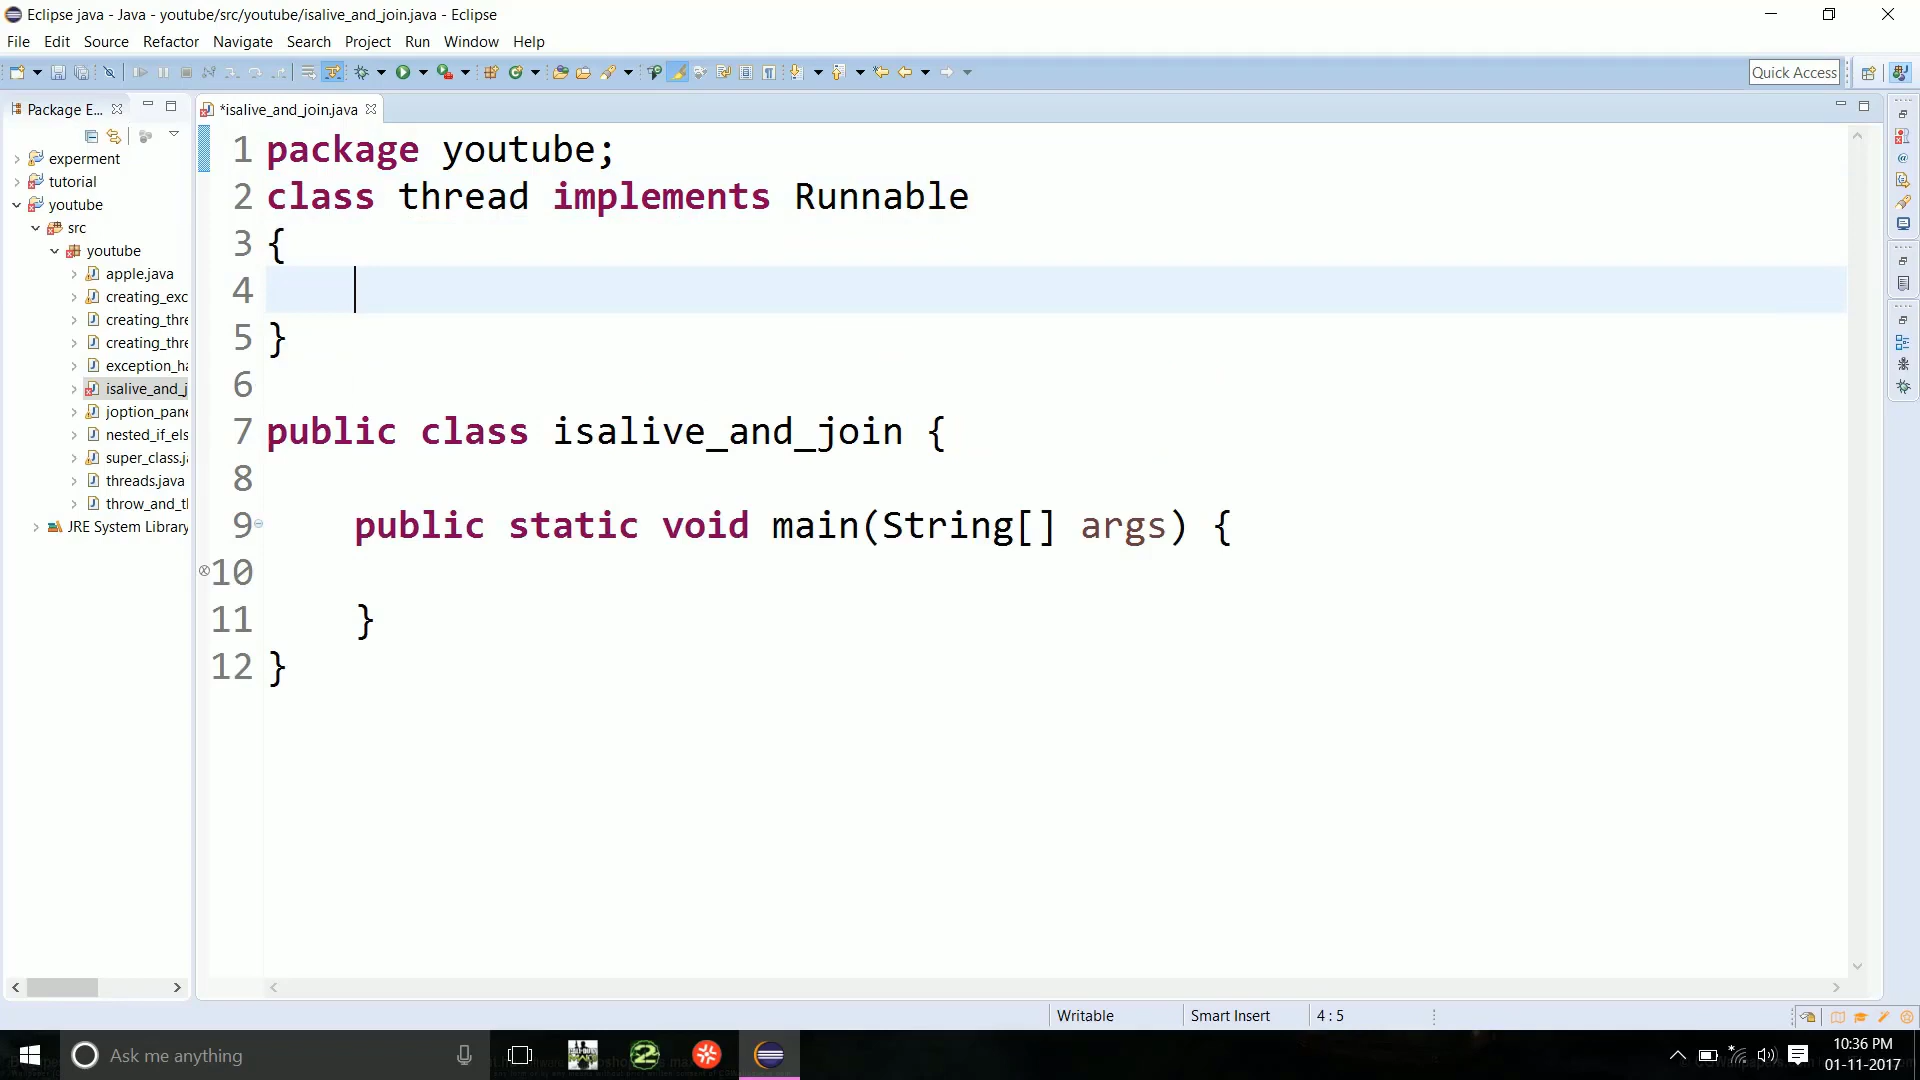 Eclipse java - Java - youtube/src/youtube/isalive_and_join.java - Eclipse
File Edit Source Refactor Navigate Search Project Run Window Help
Quick Access
Package E...
*isalive_and_join.java
experment
tutorial
youtube
src
youtube
apple.java
creating_exc
creating_thre
creating_thre
exception_ha
isalive_and_j
joption_pane
nested_if_els
super_class.ja
threads.java
throw_and_tl
JRE System Library
1 package youtube;
2 class thread implements Runnable
3 {
4
5 }
6
7 public class isalive_and_join {
8
9 public static void main(String[] args) {
10
11 }
12 }
Writable Smart Insert 4 : 5
Ask me anything
10:36 PM
01-11-2017